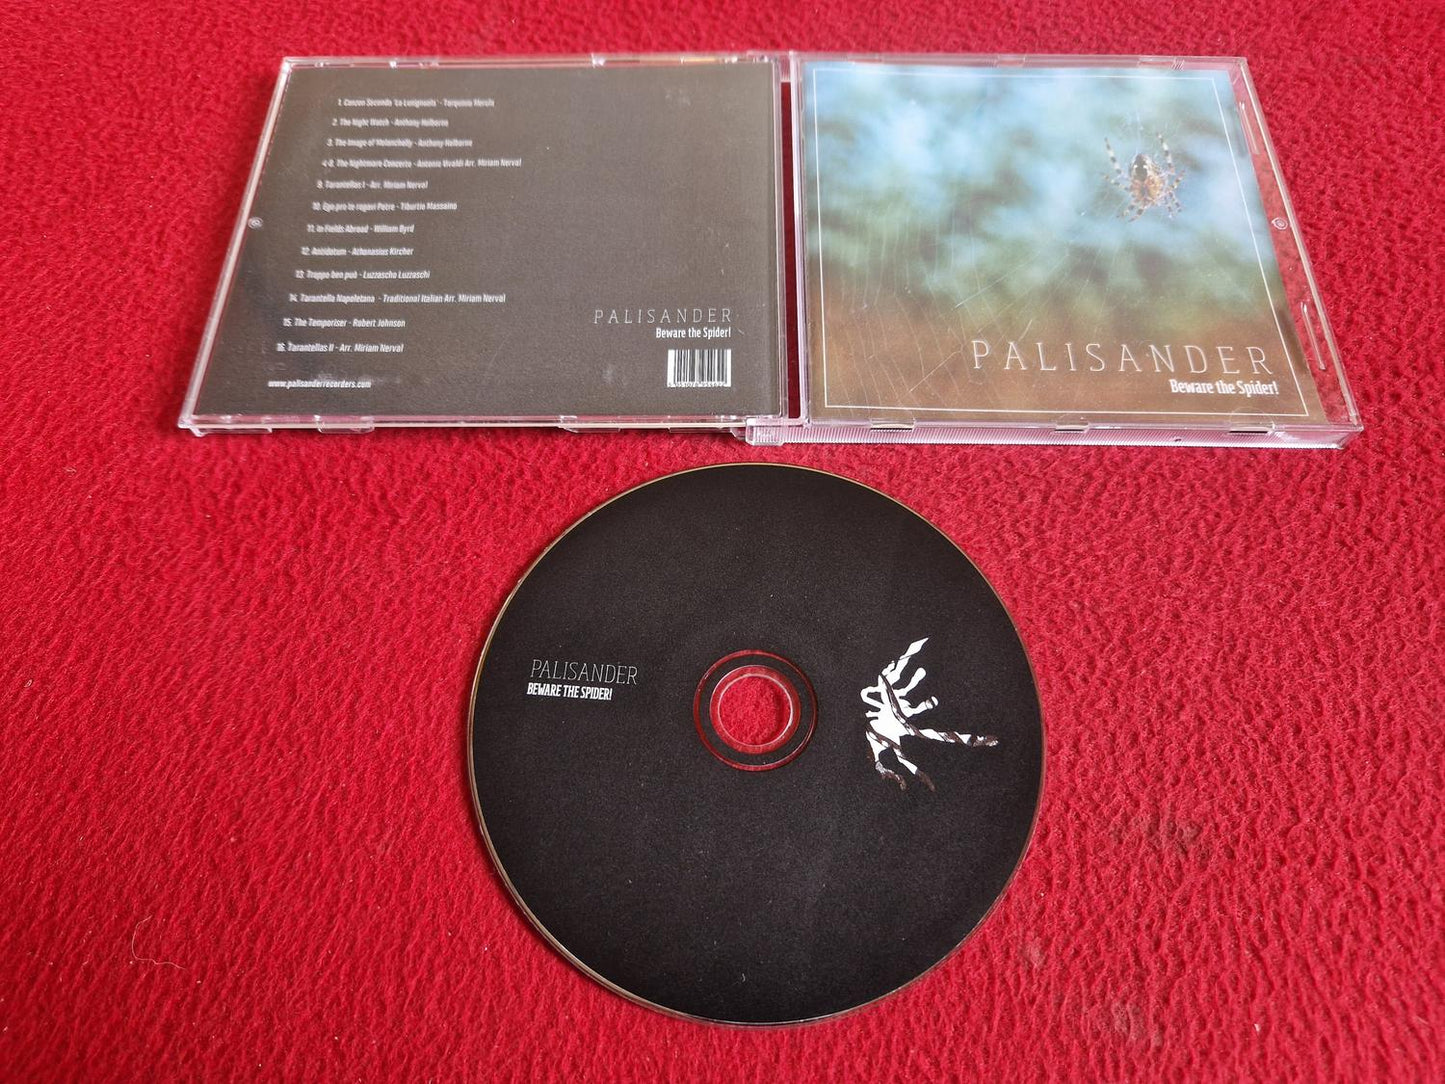 1. Canzon Seconda 'La Lusignuola' - Tarquinio Merula
2. The Night Watch - Anthony Holborne
3. The Image of Melancholly - Anthony Holborne
4-8. The Nightmare Concerto - Antonio Vivaldi Arr. Miriam Nerval
9. Tarantellas I - Arr. Miriam Nerval
10. Ego pro te rogavi Petre - Tiburtio Massaino
11. In Fields Abroad - William Byrd
12. Antidotum - Athanasius Kircher
13. Troppo ben può - Luzzascho Luzzaschi
14. Tarantella Napoletana - Traditional Italian Arr. Miriam Nerval
15. The Temporiser - Robert Johnson
16. Tarantellas II - Arr. Miriam Nerval
www.palisanderrecorders.com
PALISANDER
Beware the Spider!
PALISANDER
Beware the Spider!
PALISANDER
BEWARE THE SPIDER!